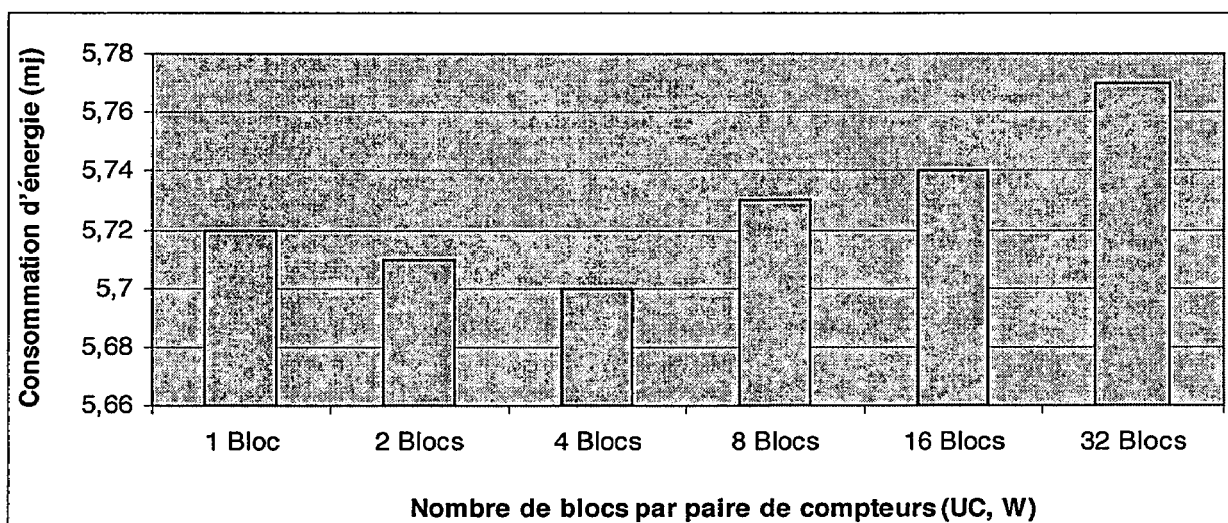 Consommation d'énergie (mj)
5,78
5,76
5,74
5,72
5,7
5,68
5,66
1 Bloc
2 Blocs
4 Blocs
8 Blocs
16 Blocs
32 Blocs
Nombre de blocs par paire de compteurs (UC, W)